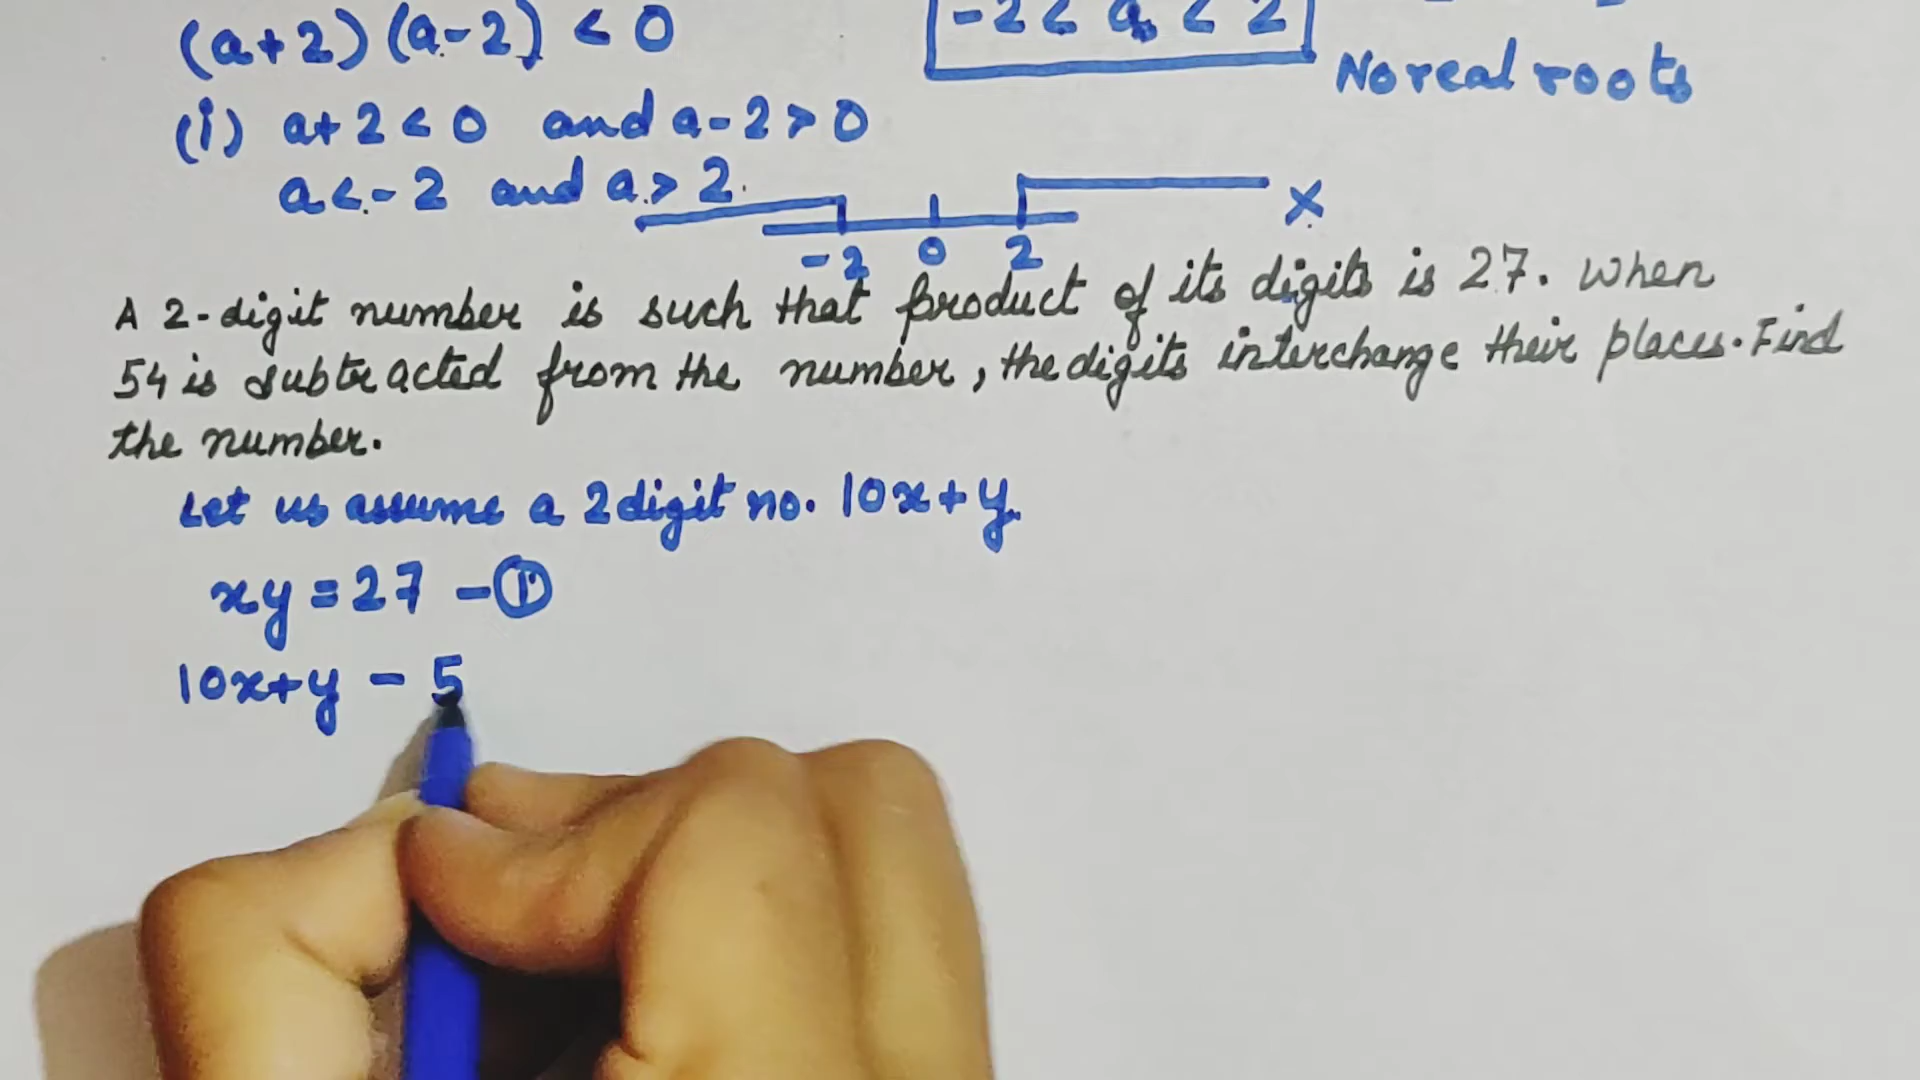 (a+2)(a-2) < 0
-2 < a < 2
No real roots
(i) a+2<0 and a-2>0
a<-2 and a>2
x
-2 0 2
A 2-digit number is such that product of its digits is 27. When
54 is subtracted from the number, the digits interchange their places. Find
the number.
Let us assume a 2 digit no. 10x+y.
xy = 27 - (1)
10x+y - 5